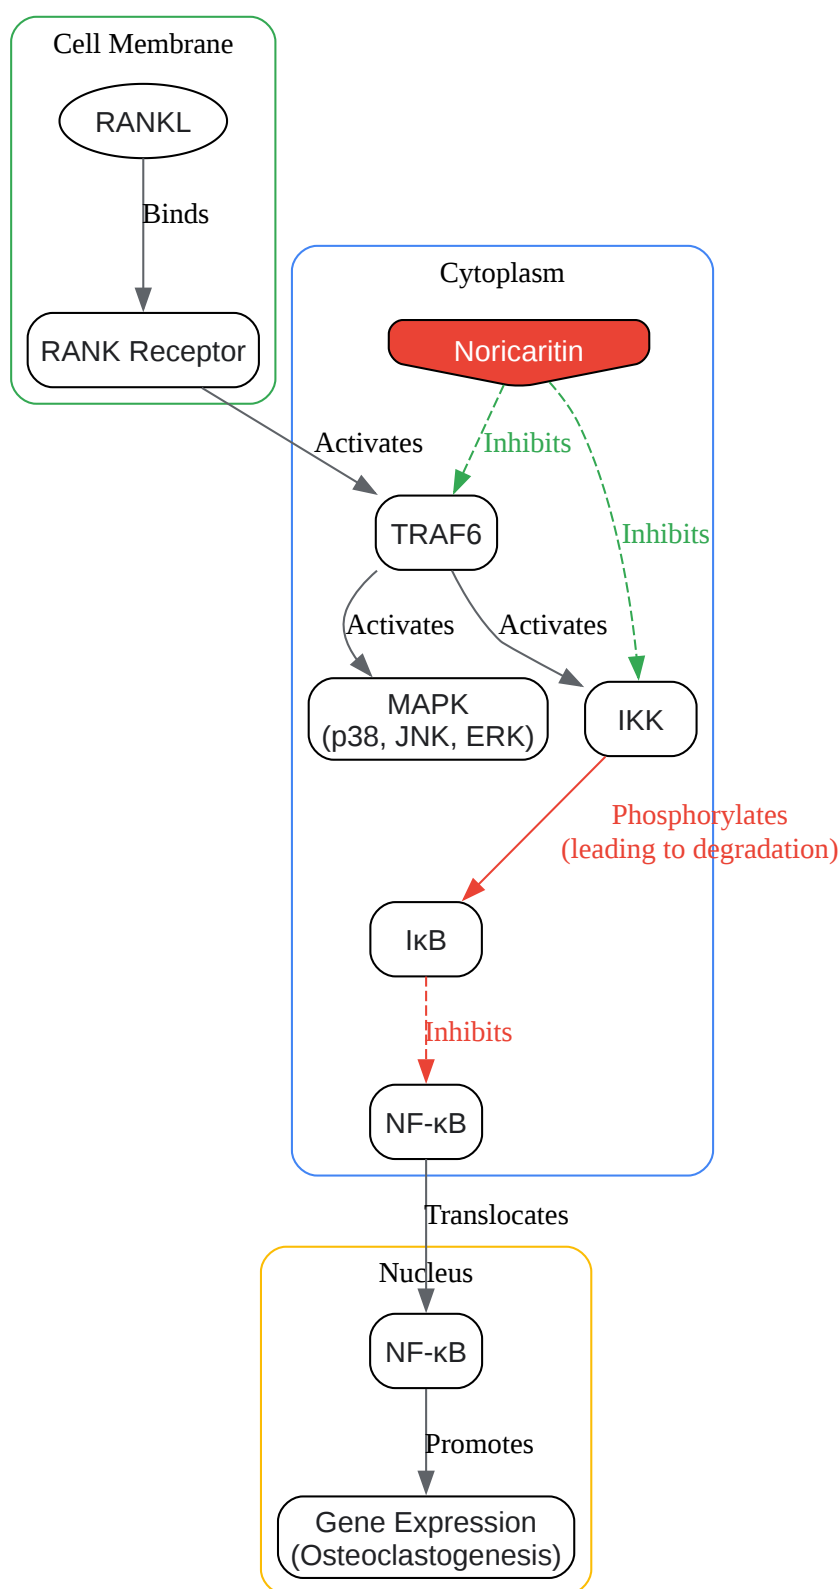 Cell Membrane
RANKL
Binds
RANK Receptor
Cytoplasm
Noricaritin
Activates
Inhibits
TRAF6
Inhibits
Activates
Activates
MAPK
(p38, JNK, ERK)
IKK
Phosphorylates
(leading to degradation)
IκB
Inhibits
NF-κB
Translocates
Nucleus
NF-κB
Promotes
Gene Expression
(Osteoclastogenesis)